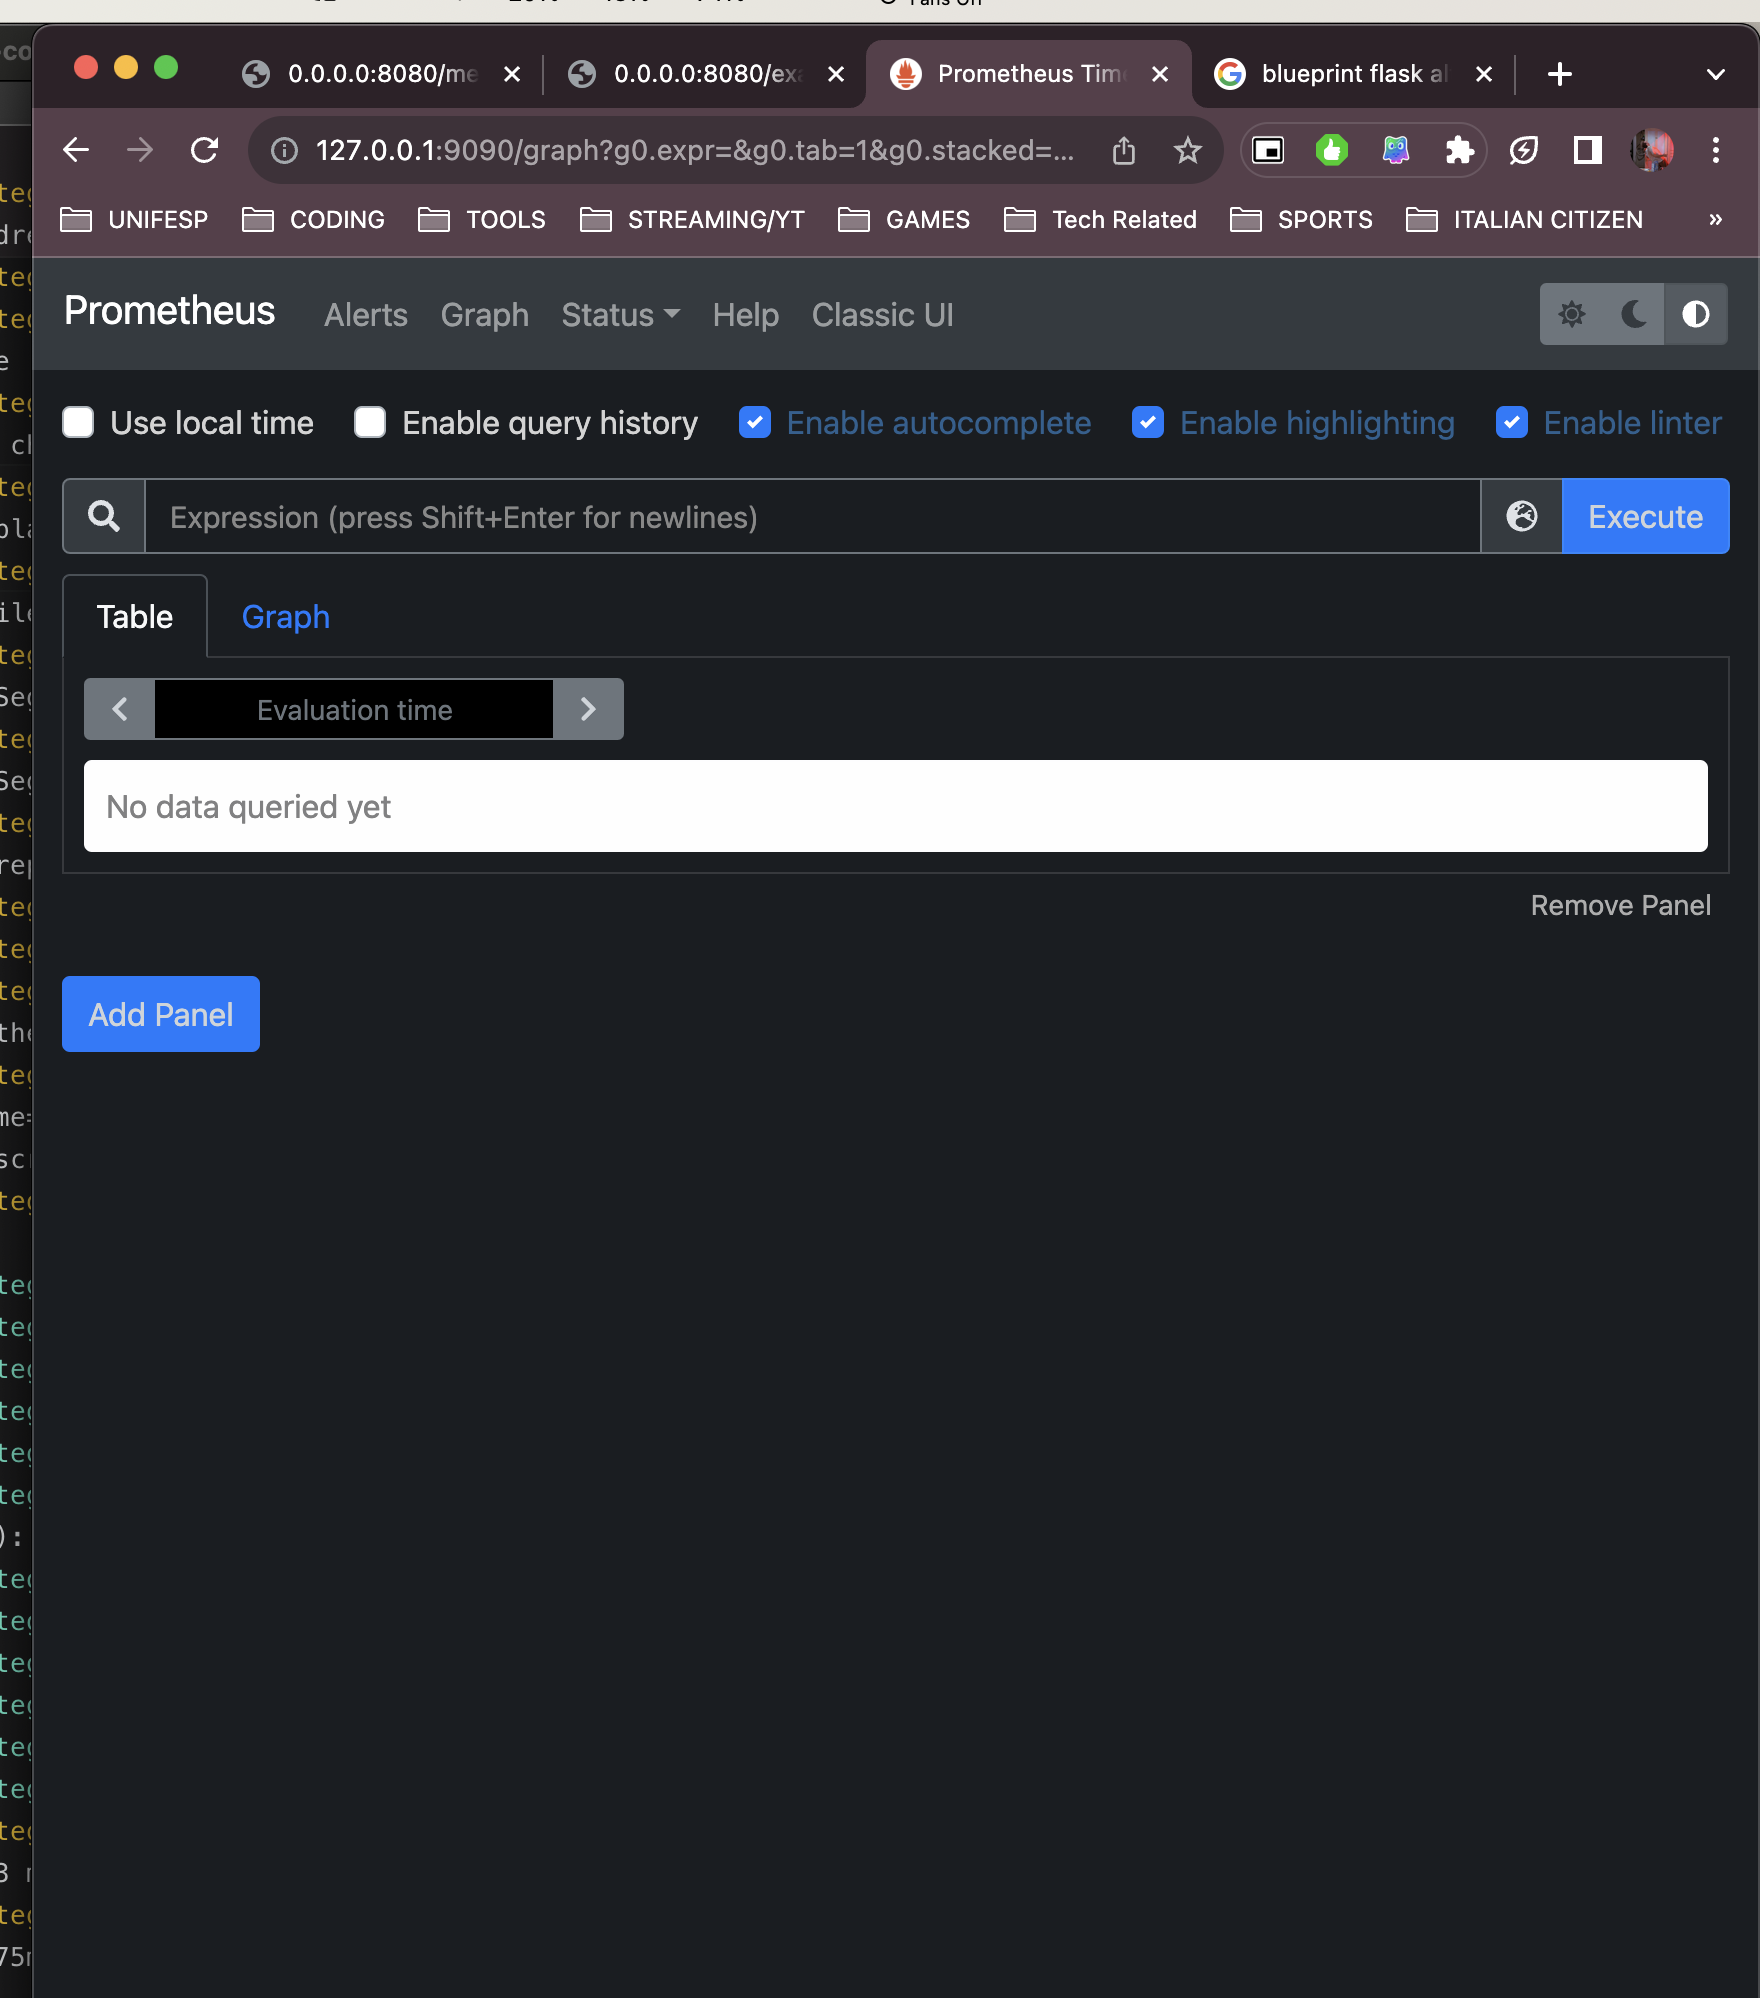 0.0.0.0:8080/me
0.0.0.0:8080/exa
Prometheus Tim
blueprint flask al
127.0.0.1:9090/graph?g0.expr=&g0.tab=1&g0.stacked=...
UNIFESP
CODING
TOOLS
STREAMING/YT
GAMES
Tech Related
SPORTS
ITALIAN CITIZEN
»
Prometheus
Alerts
Graph
Status
Help
Classic UI
Use local time
Enable query history
Enable autocomplete
Enable highlighting
Enable linter
Expression (press Shift+Enter for newlines)
Execute
Table
Graph
Evaluation time
No data queried yet
Remove Panel
Add Panel